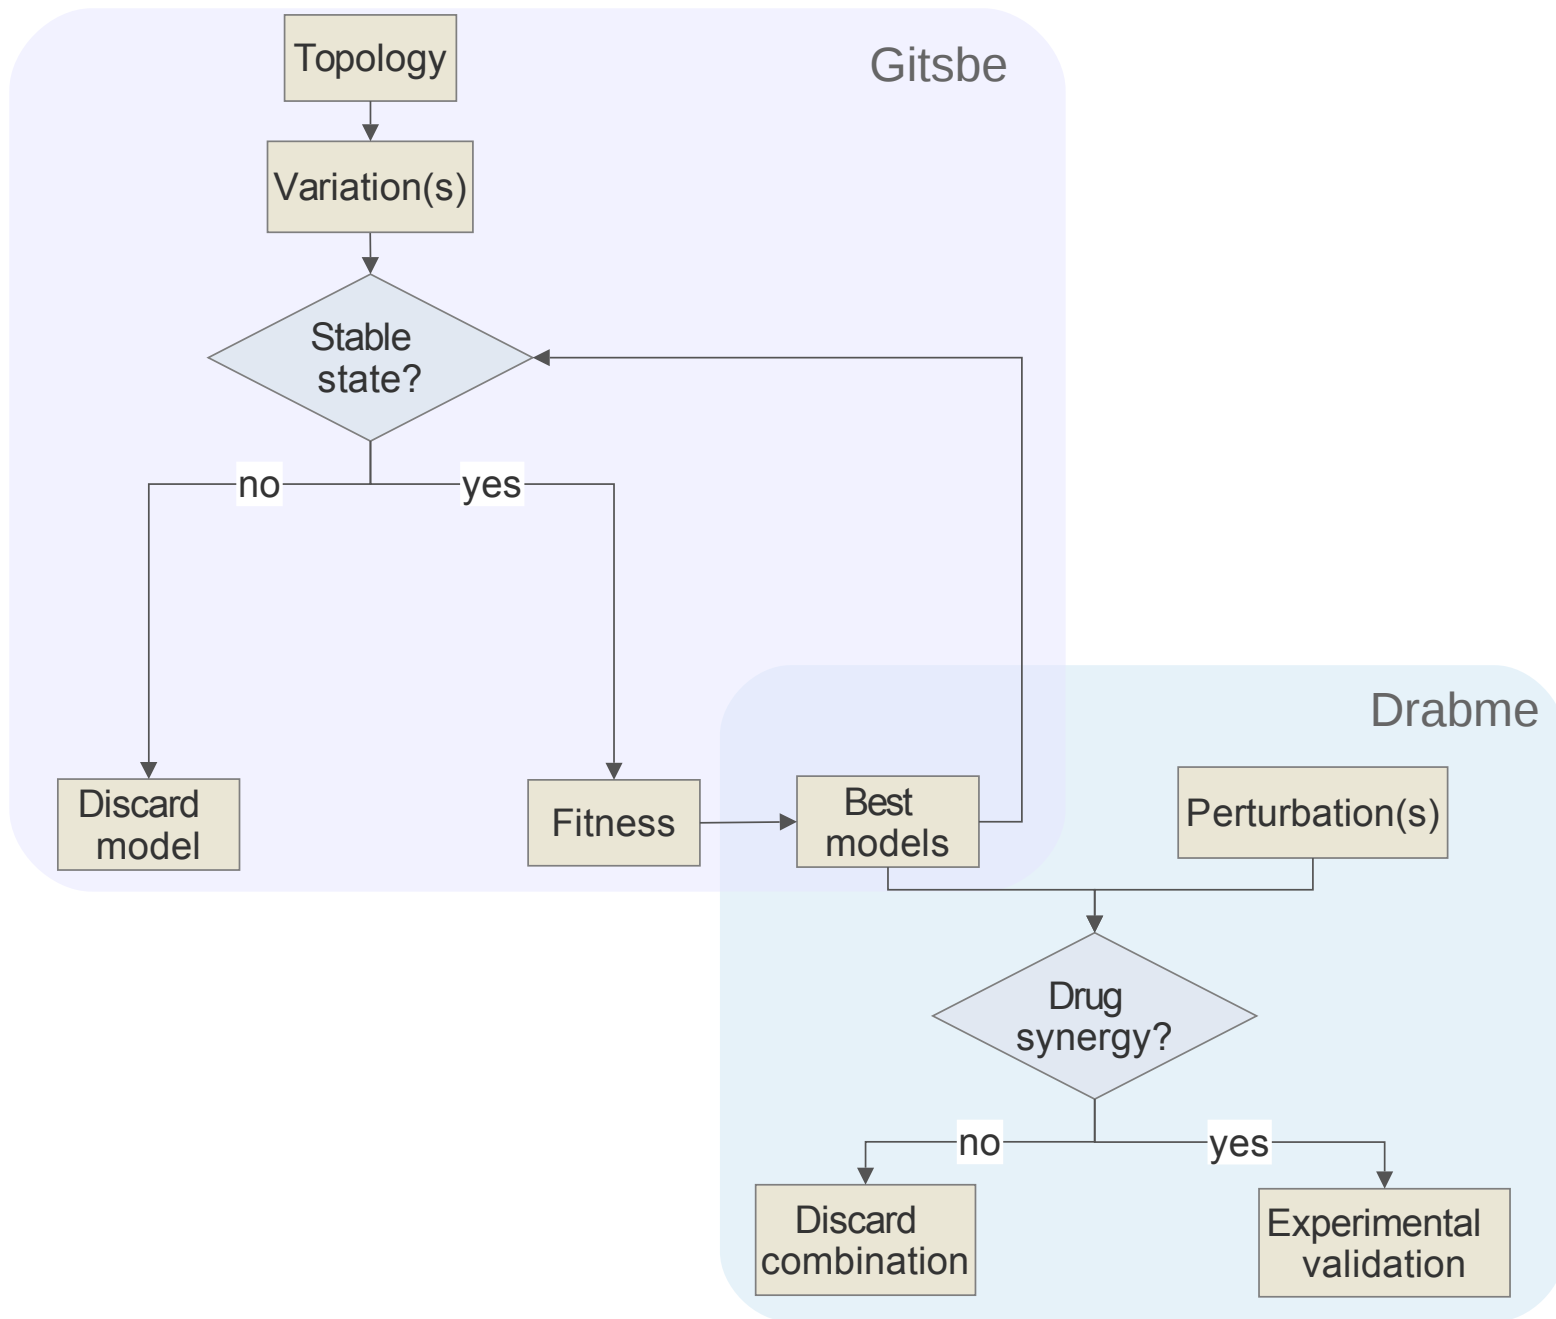 Gitsbe
Topology
Variation(s)
Stable
state?
no
yes
Discard
model
Fitness
Best
models
Drabme
Perturbation(s)
Drug
synergy?
no
yes
Discard
combination
Experimental
validation